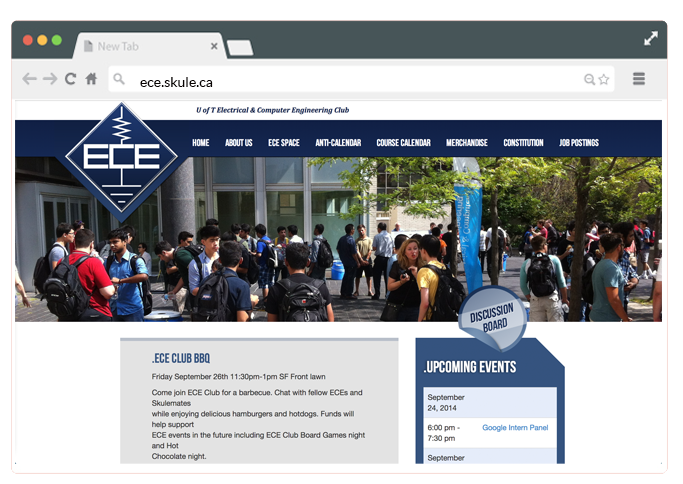 New Tab
ece.skule.ca
U of T Electrical & Computer Engineering Club
ECE
HOME ABOUT US ECE SPACE ANTI-CALENDAR COURSE CALENDAR MERCHANDISE CONSTITUTION JOB POSTINGS
DISCUSSION
BOARD
.ECE CLUB BBQ
Friday September 26th 11:30pm-1pm SF Front lawn
Come join ECE Club for a barbecue. Chat with fellow ECEs and
Skulemates
while enjoying delicious hamburgers and hotdogs. Funds will
help support
ECE events in the future including ECE Club Board Games night
and Hot
Chocolate night.
.UPCOMING EVENTS
September
24, 2014
6:00 pm - Google Intern Panel
7:30 pm
September